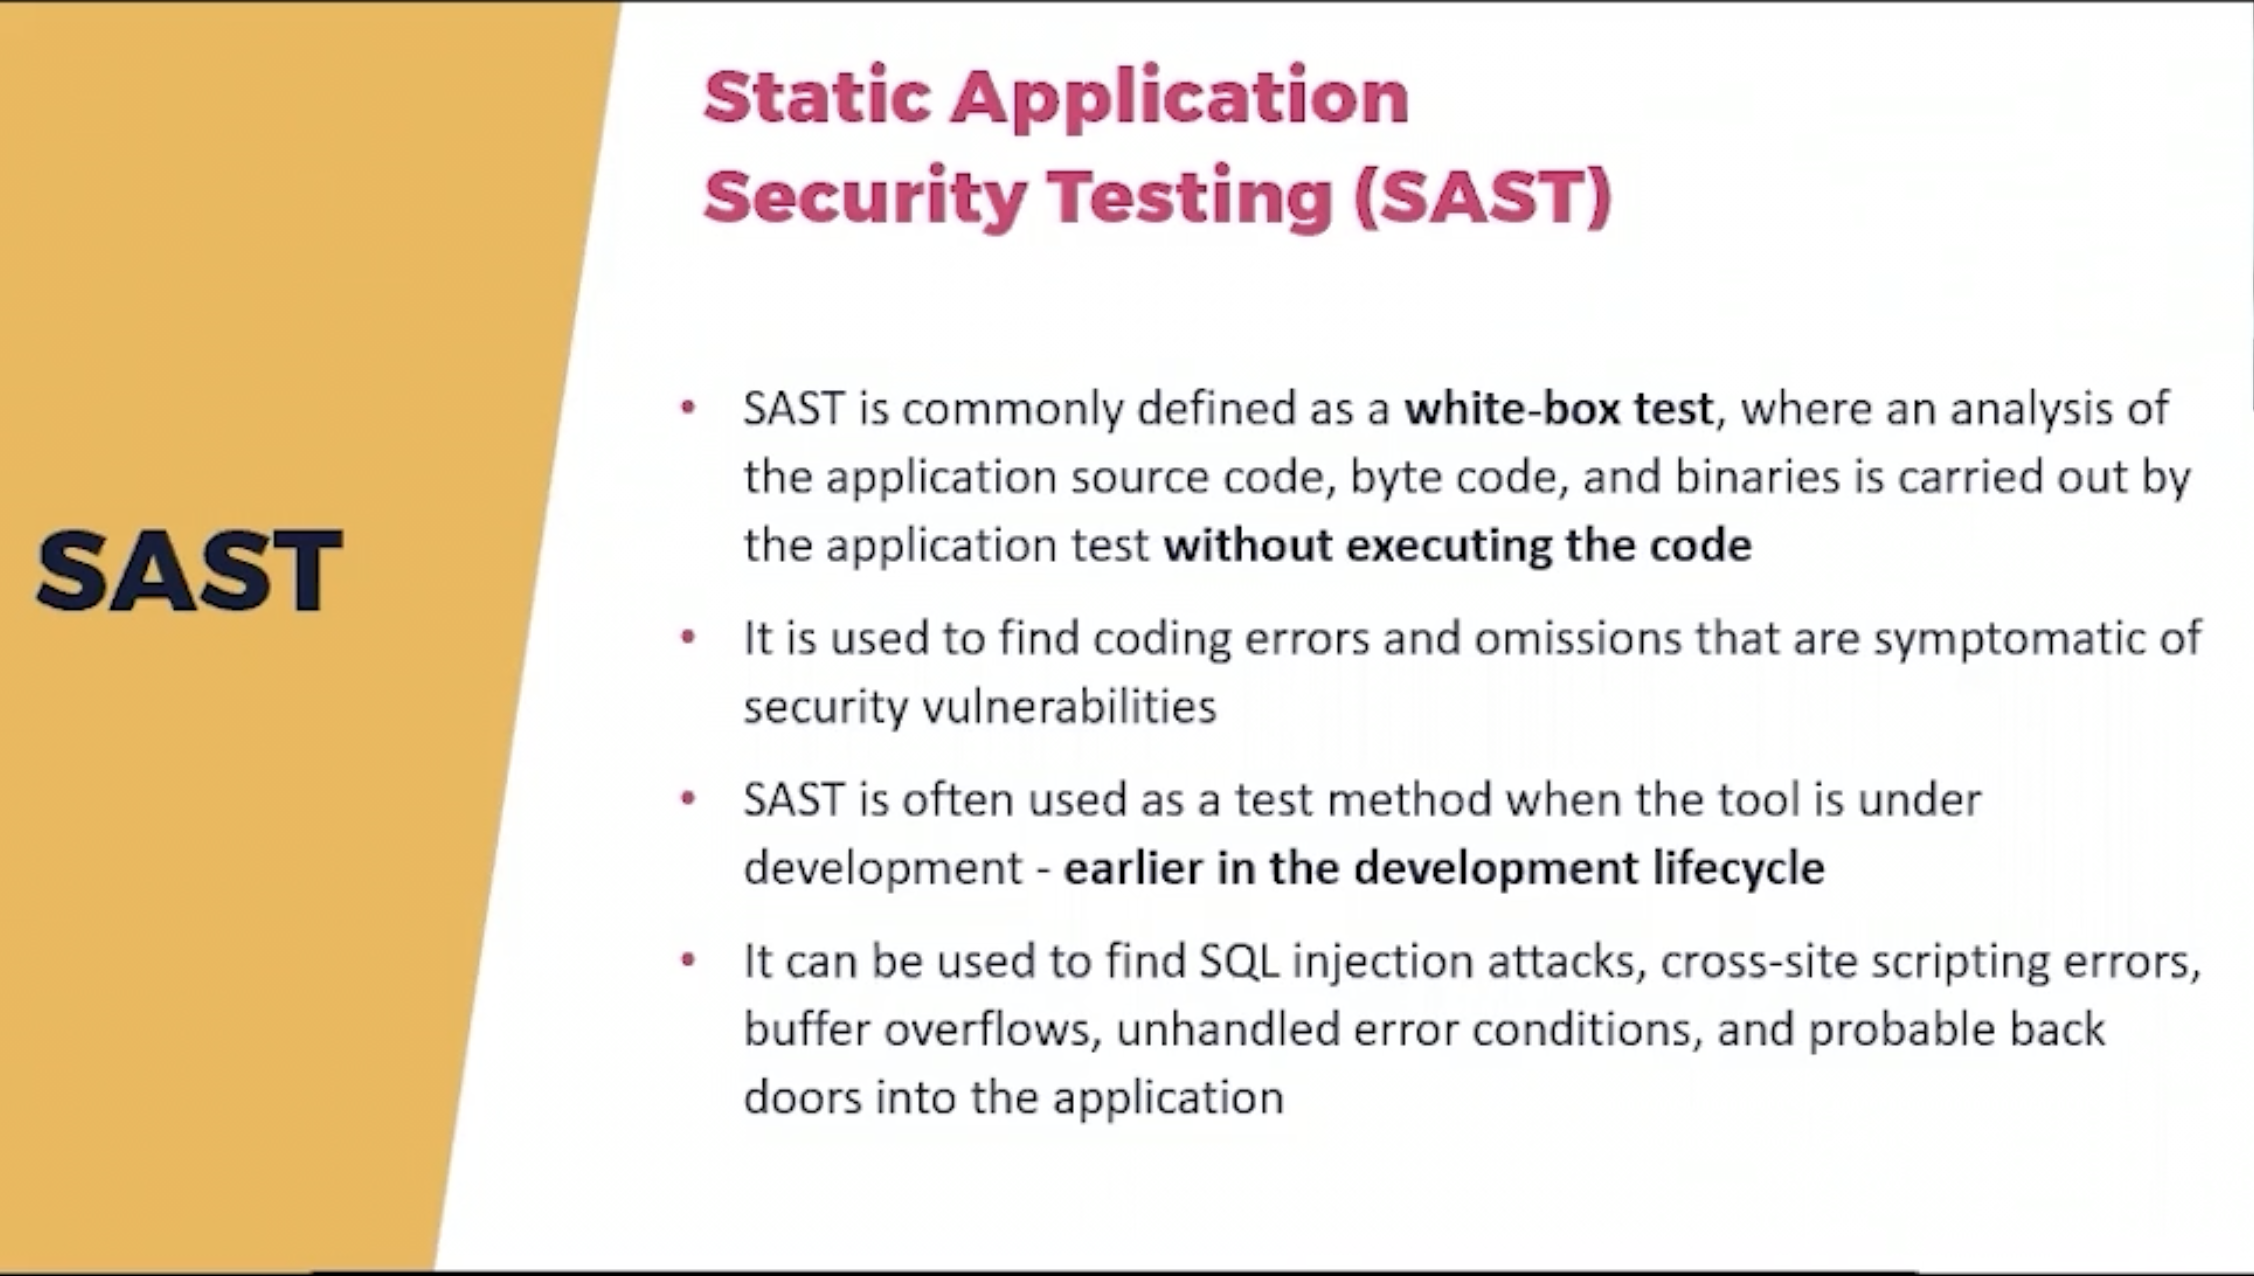 Static Application
Security Testing (SAST)
SAST
• SAST is commonly defined as a white-box test, where an analysis of
the application source code, byte code, and binaries is carried out by
the application test without executing the code
• It is used to find coding errors and omissions that are symptomatic of
security vulnerabilities
• SAST is often used as a test method when the tool is under
development - earlier in the development lifecycle
• It can be used to find SQL injection attacks, cross-site scripting errors,
buffer overflows, unhandled error conditions, and probable back
doors into the application